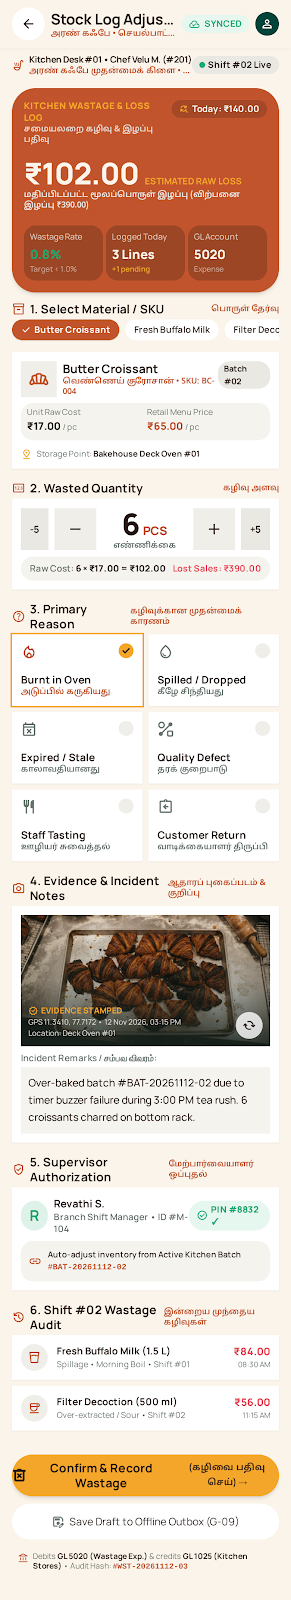 Stock Log Adjus...
அரண் கஃபே • செயல்பாட்...
SYNCED
Kitchen Desk #01 • Chef Velu M. (#201)
அரண் கஃபே முதன்மைக் கிளை • ...
Shift #02 Live
KITCHEN WASTAGE & LOSS
LOG
Today: ₹140.00
சமையலறை கழிவு & இழப்பு
பதிவு
₹102.00 ESTIMATED RAW LOSS
மதிப்பிடப்பட்ட மூலப்பொருள் இழப்பு (விற்பனை
இழப்பு ₹390.00)
Wastage Rate
0.8%
Target < 1.0%
Logged Today
3 Lines
+1 pending
GL Account
5020
Expense
1. Select Material / SKU
பொருள் தேர்வு
Butter Croissant
Fresh Buffalo Milk
Filter Deco
Butter Croissant
வெண்ணெய் குரோசான் • SKU: BC-
004
Batch
#02
Unit Raw Cost
₹17.00 / pc
Retail Menu Price
₹65.00 / pc
Storage Point: Bakehouse Deck Oven #01
2. Wasted Quantity
கழிவு அளவு
-5
6 PCS
எண்ணிக்கை
+5
Raw Cost: 6 × ₹17.00 = ₹102.00
Lost Sales: ₹390.00
3. Primary
Reason
கழிவுக்கான முதன்மைக்
காரணம்
Burnt in Oven
அடுப்பில் கருகியது
Spilled / Dropped
கீழே சிந்தியது
Expired / Stale
காலாவதியானது
Quality Defect
தரக் குறைபாடு
Staff Tasting
ஊழியர் சுவைத்தல்
Customer Return
வாடிக்கையாளர் திருப்பி
4. Evidence & Incident
Notes
ஆதாரப் புகைப்படம் &
குறிப்பு
EVIDENCE STAMPED
GPS 11.3410, 77.7172 • 12 Nov 2026, 03:15 PM
Location: Deck Oven #01
Incident Remarks / சம்பவ விவரம்:
Over-baked batch #BAT-20261112-02 due to
timer buzzer failure during 3:00 PM tea rush. 6
croissants charred on bottom rack.
5. Supervisor
Authorization
மேற்பார்வையாளர்
ஒப்புதல்
R
Revathi S.
Branch Shift Manager • ID #M-
104
PIN #8832
✓
Auto-adjust inventory from Active Kitchen Batch
#BAT-20261112-02
6. Shift #02 Wastage
Audit
இன்றைய முந்தைய
கழிவுகள்
Fresh Buffalo Milk (1.5 L)
Spillage • Morning Boil • Shift #01
₹84.00
08:30 AM
Filter Decoction (500 ml)
Over-extracted / Sour • Shift #02
₹56.00
11:15 AM
Confirm & Record
Wastage
(கழிவை பதிவு
செய்) →
Save Draft to Offline Outbox (G-09)
Debits GL 5020 (Wastage Exp.) & credits GL 1025 (Kitchen
Stores) • Audit Hash: #WST-20261112-03